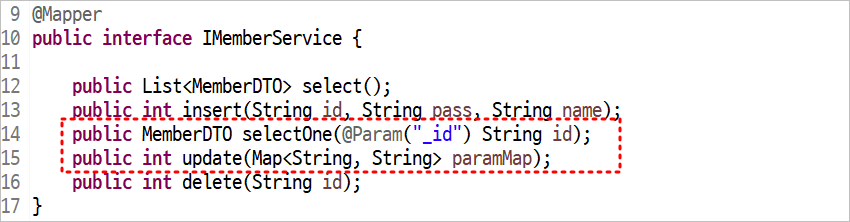 9 @Mapper
10 public interface IMemberService {
11
12     public List<MemberDTO> select();
13     public int insert(String id, String pass, String name);
14     public MemberDTO selectOne(@Param("_id") String id);
15     public int update(Map<String, String> paramMap);
16     public int delete(String id);
17 }